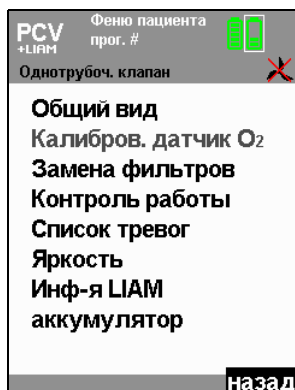 PCV
+LIAM
Феню пациента
прог. #
Однотрубоч. клапан
Общий вид
Калибров. датчик O2
Замена фильтров
Контроль работы
Список тревог
Яркость
Инф-я LIAM
аккумулятор
назад